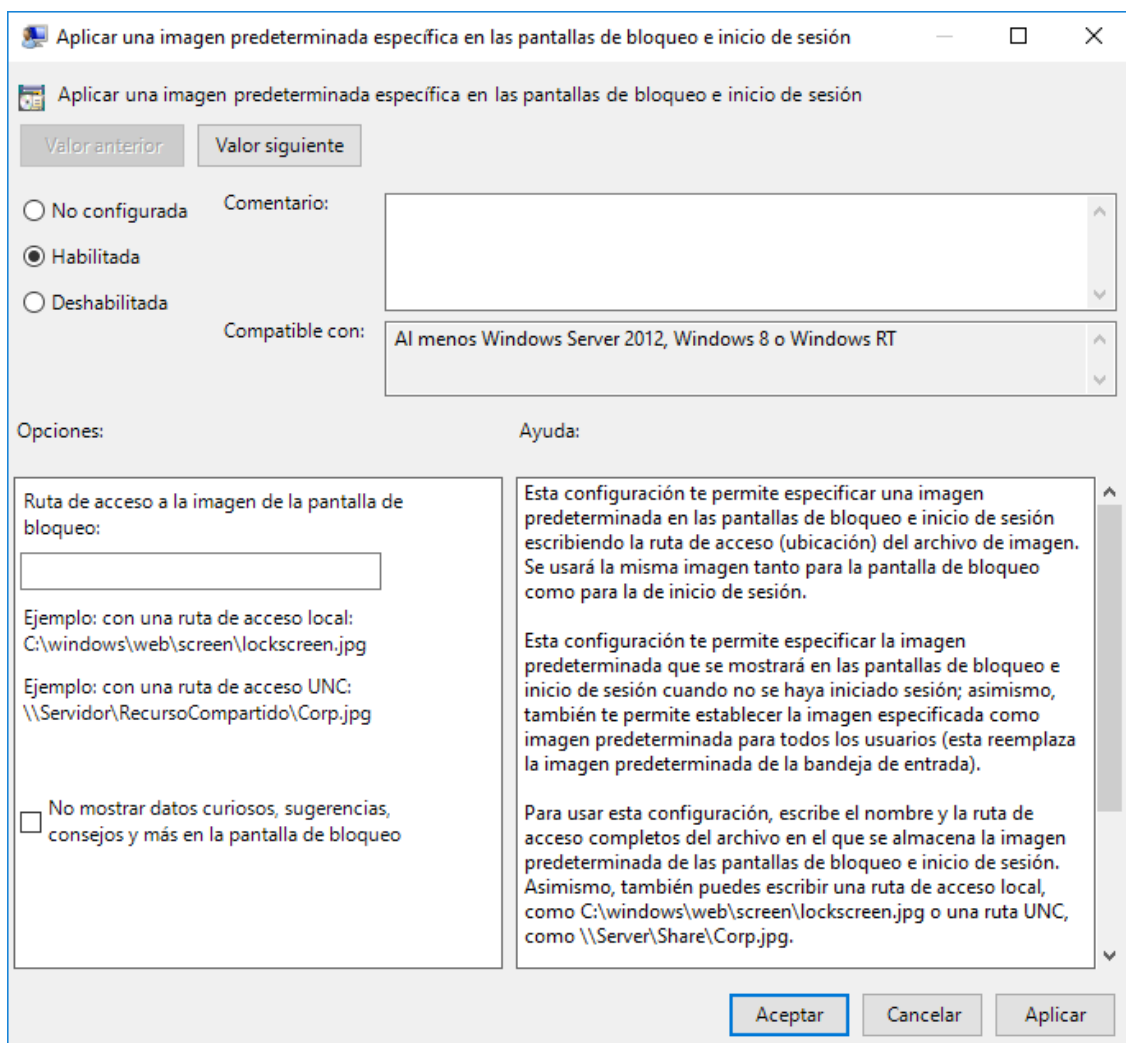 Aplicar una imagen predeterminada específica en las pantallas de bloqueo e inicio de sesión
Aplicar una imagen predeterminada específica en las pantallas de bloqueo e inicio de sesión
Valor anterior
Valor siguiente
No configurada
Habilitada
Deshabilitada
Comentario:
Compatible con:
Al menos Windows Server 2012, Windows 8 o Windows RT
Opciones:
Ayuda:
Ruta de acceso a la imagen de la pantalla de
bloqueo:
Ejemplo: con una ruta de acceso local:
C:\windows\web\screen\lockscreen.jpg
Ejemplo: con una ruta de acceso UNC:
\\Servidor\RecursoCompartido\Corp.jpg
No mostrar datos curiosos, sugerencias,
consejos y más en la pantalla de bloqueo
Esta configuración te permite especificar una imagen
predeterminada en las pantallas de bloqueo e inicio de sesión
escribiendo la ruta de acceso (ubicación) del archivo de imagen.
Se usará la misma imagen tanto para la pantalla de bloqueo
como para la de inicio de sesión.
Esta configuración te permite especificar la imagen
predeterminada que se mostrará en las pantallas de bloqueo e
inicio de sesión cuando no se haya iniciado sesión; asimismo,
también te permite establecer la imagen especificada como
imagen predeterminada para todos los usuarios (esta reemplaza
la imagen predeterminada de la bandeja de entrada).
Para usar esta configuración, escribe el nombre y la ruta de
acceso completos del archivo en el que se almacena la imagen
predeterminada de las pantallas de bloqueo e inicio de sesión.
Asimismo, también puedes escribir una ruta de acceso local,
como C:\windows\web\screen\lockscreen.jpg o una ruta UNC,
como \\Server\Share\Corp.jpg.
Aceptar
Cancelar
Aplicar